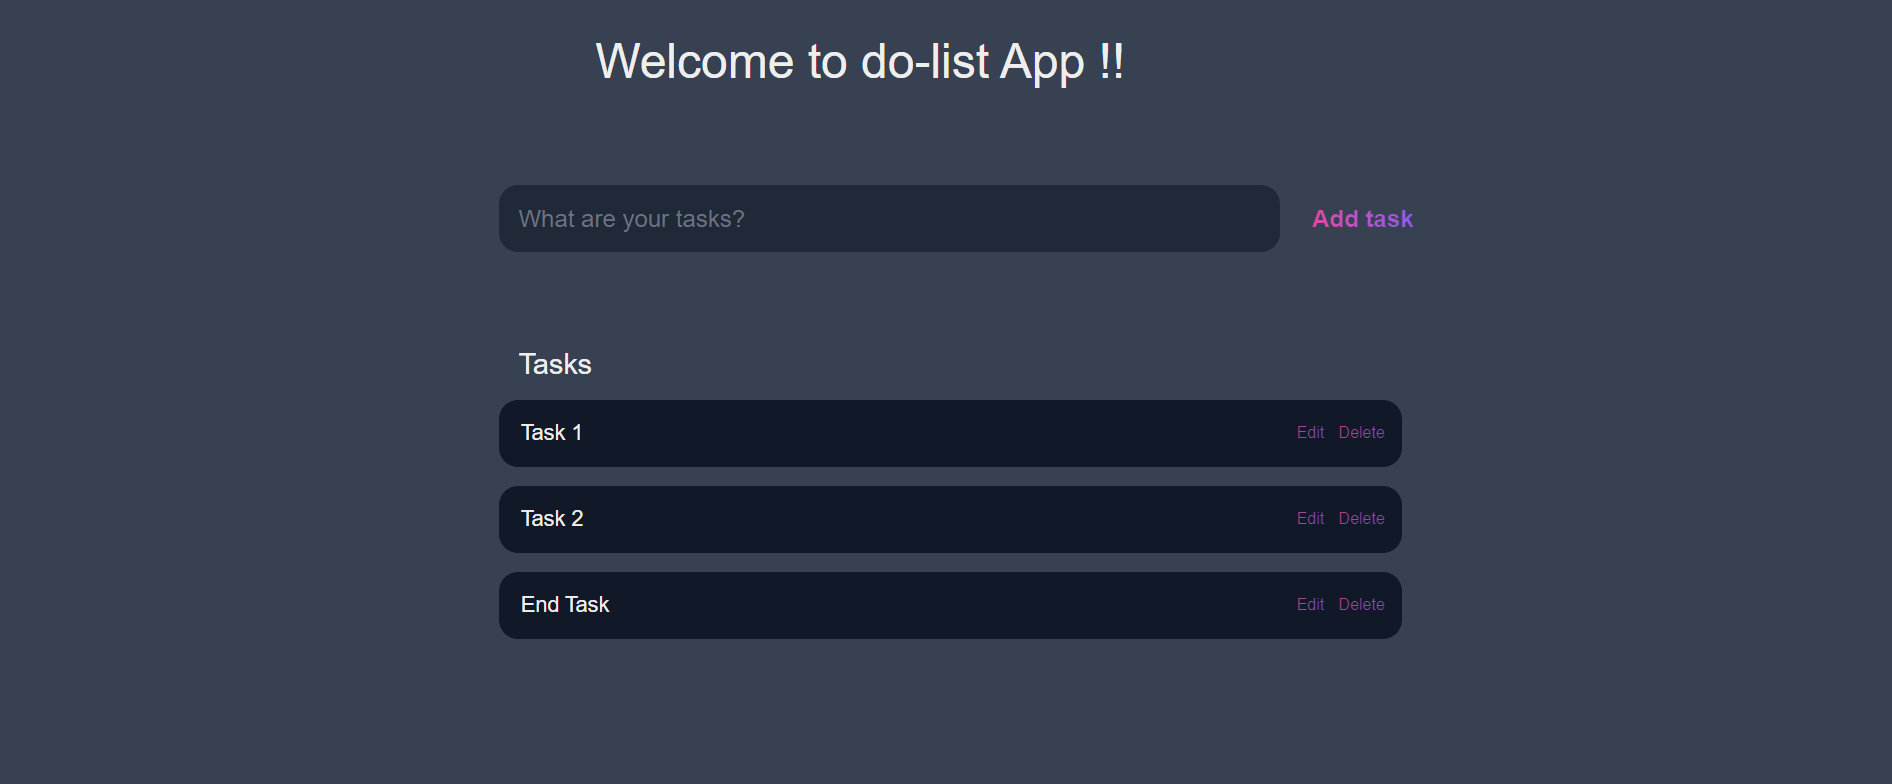 Welcome to do-list App !!
What are your tasks? Add task
Tasks
Task 1 Edit Delete
Task 2 Edit Delete
End Task Edit Delete